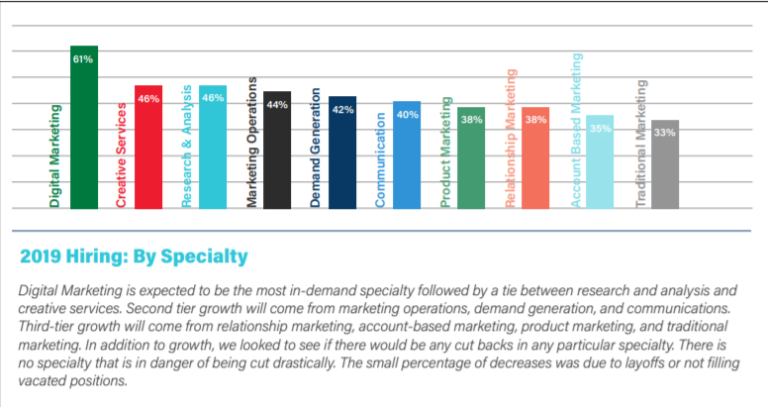 61%
46%
46%
44%
42%
40%
38%
38%
35%
33%
Digital Marketing
Creative Services
Research & Analysis
Marketing Operations
Demand Generation
Communication
Product Marketing
Relationship Marketing
Account Based Marketing
Traditional Marketing
2019 Hiring: By Specialty
Digital Marketing is expected to be the most in-demand specialty followed by a tie between research and analysis and
creative services. Second tier growth will come from marketing operations, demand generation, and communications.
Third-tier growth will come from relationship marketing, account-based marketing, product marketing, and traditional
marketing. In addition to growth, we looked to see if there would be any cut backs in any particular specialty. There is
no specialty that is in danger of being cut drastically. The small percentage of decreases was due to layoffs or not filling
vacated positions.